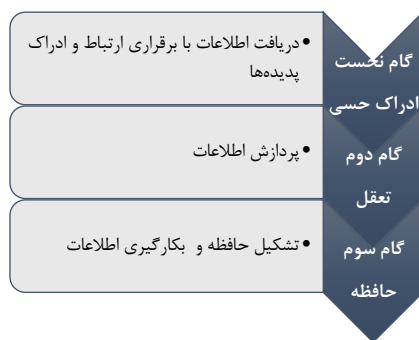 گام نخست
ادراک حسی
•دریافت اطلاعات با برقراری ارتباط و ادراک
پدیده‌ها
گام دوم
تعقل
•پردازش اطلاعات
گام سوم
حافظه
•تشکیل حافظه و بکارگیری اطلاعات